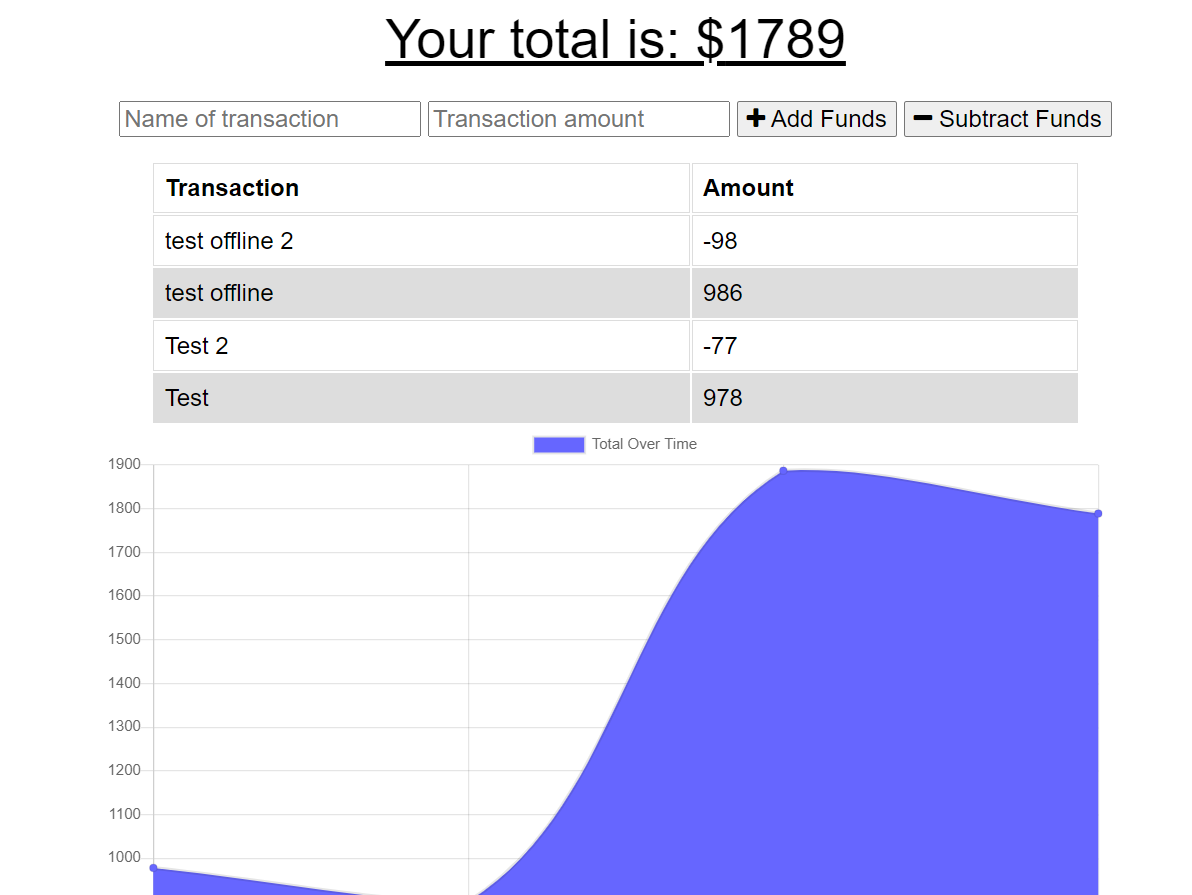 Your total is: $1789
Name of transaction Transaction amount Add Funds Subtract Funds
Transaction Amount
test offline 2 -98
test offline 986
Test 2 -77
Test 978
Total Over Time
1900
1800
1700
1600
1500
1400
1300
1200
1100
1000